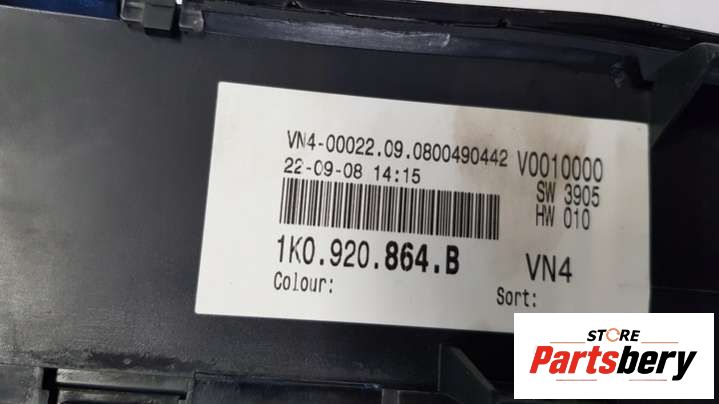 VN4-00022.09.0800490442 V0010000
22-09-08 14:15
SW 3905
HW 010
1K0.920.864.B
VN4
Colour:
Sort:
STORE
Partsbery